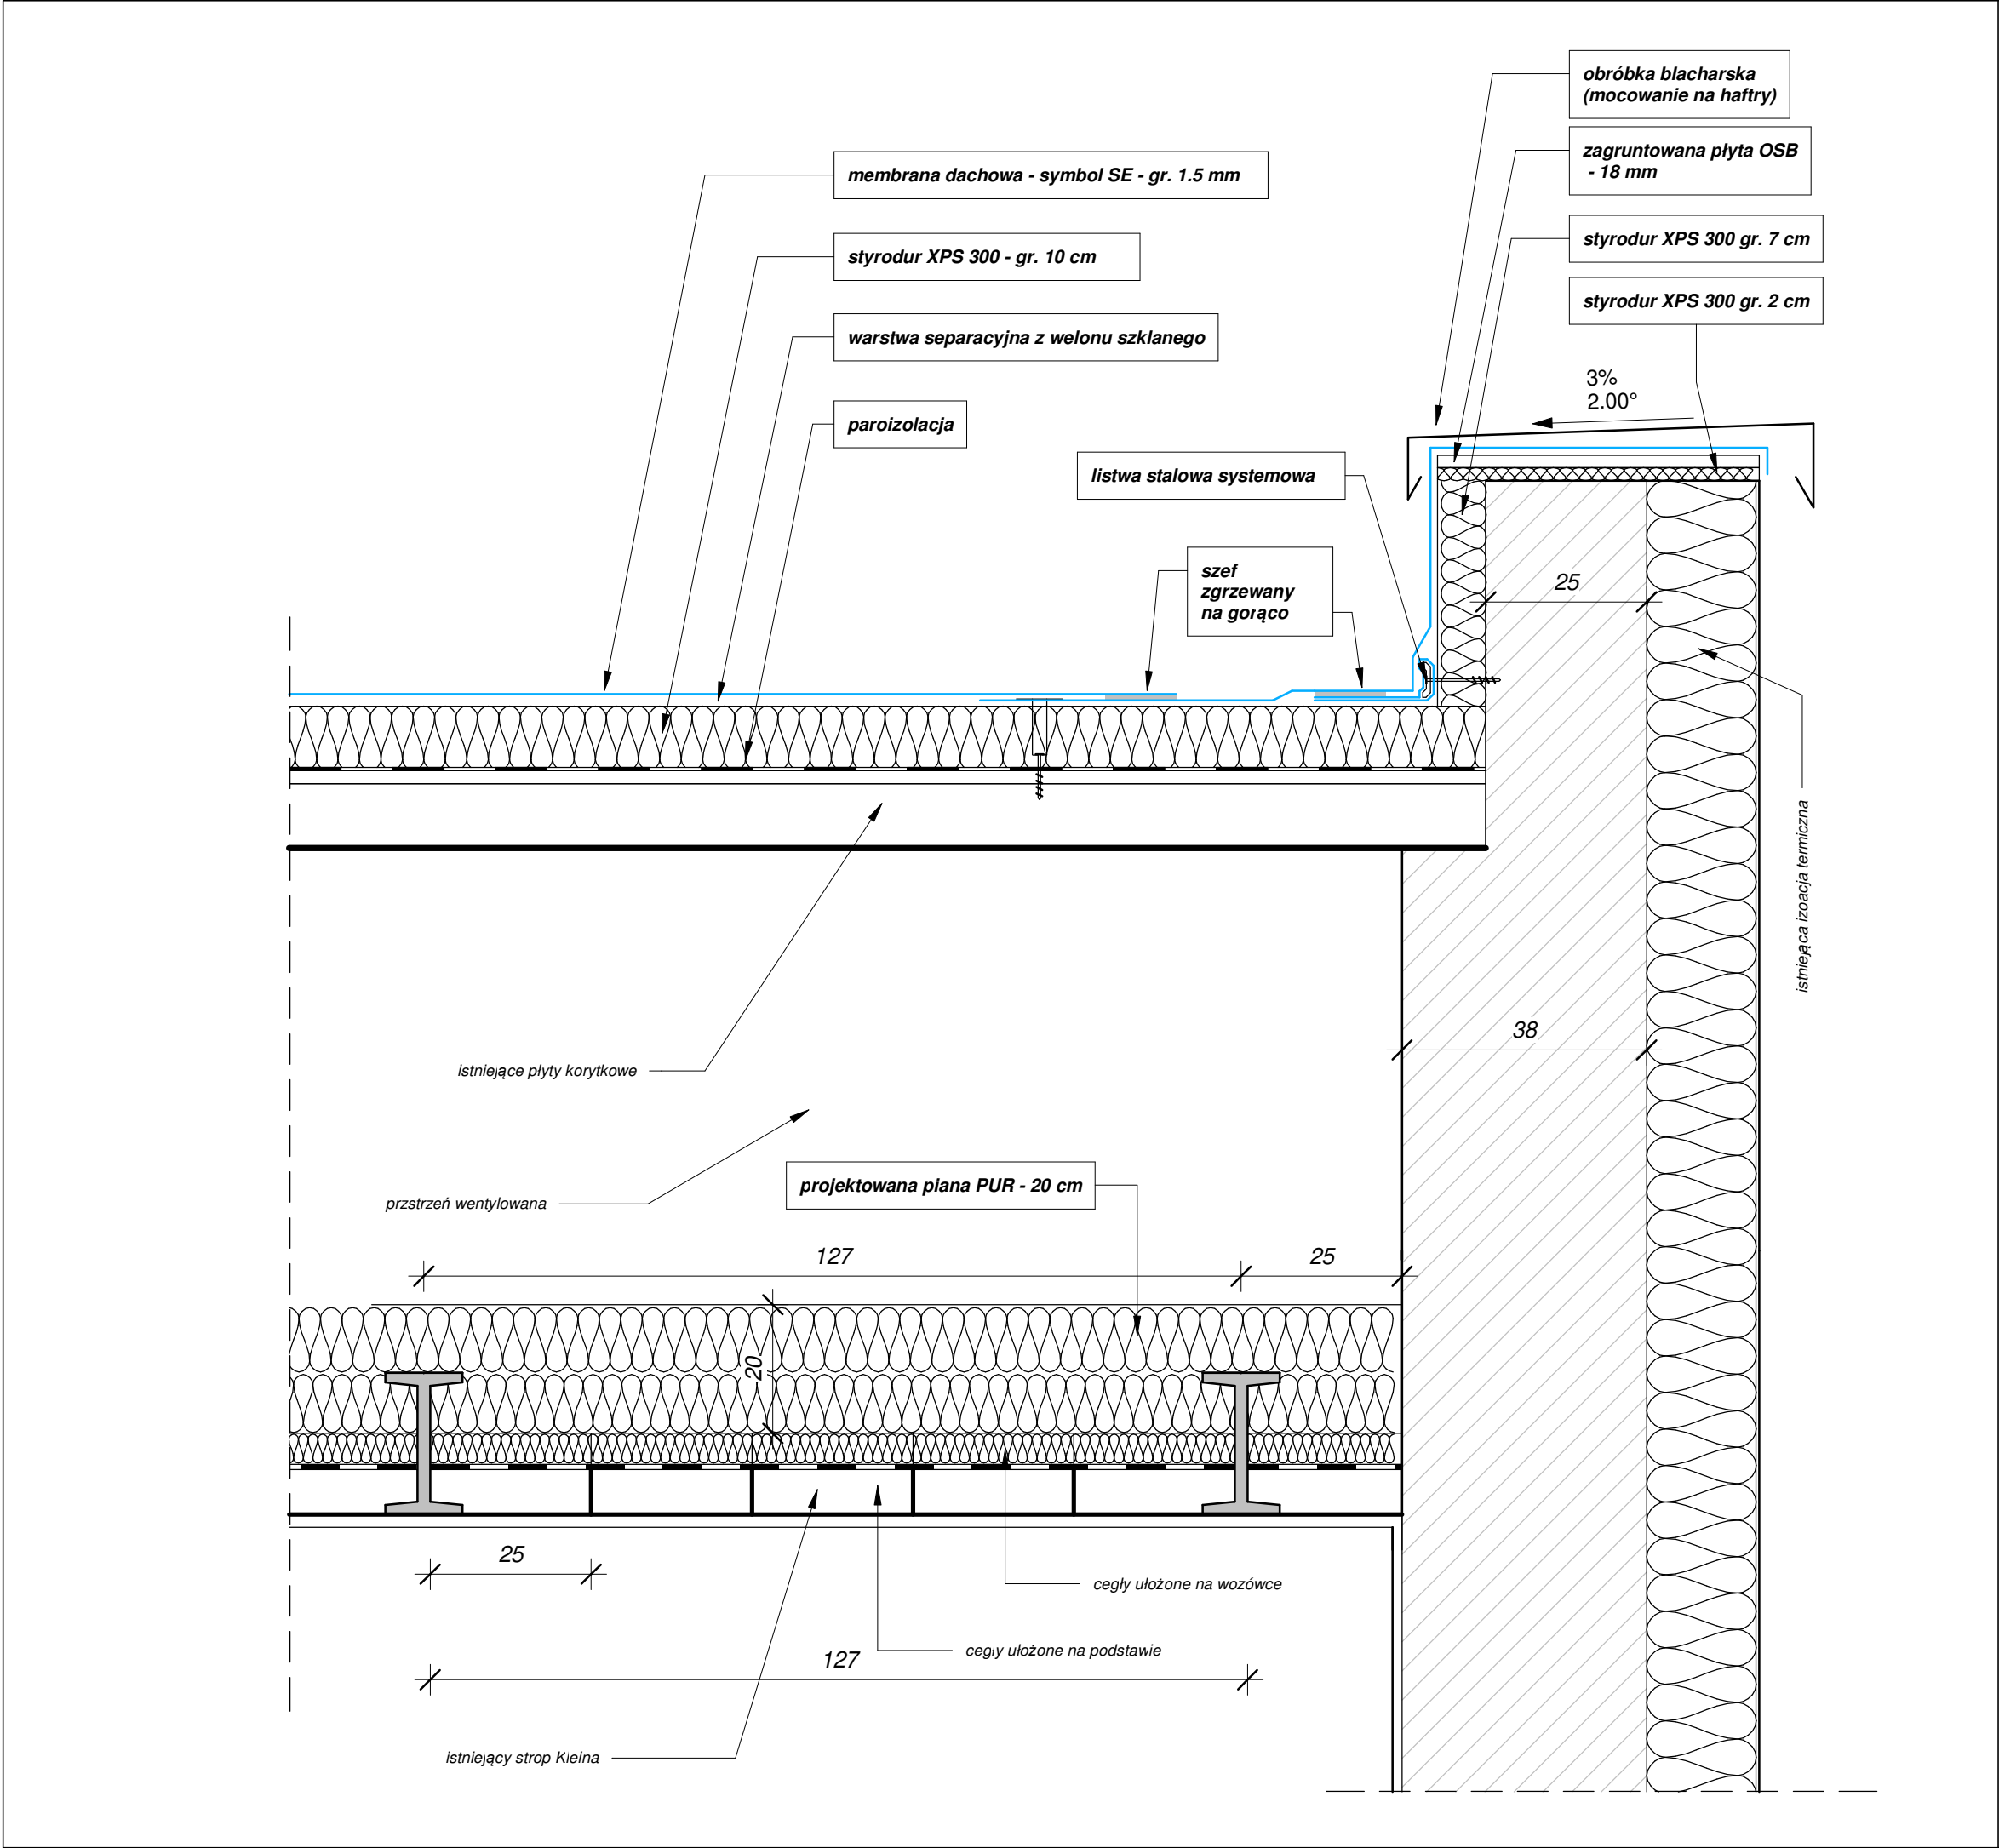 obróbka blacharska
(mocowanie na haftry)
zagruntowana płyta OSB
- 18 mm
membrana dachowa - symbol SE - gr. 1.5 mm
styrodur XPS 300 gr. 7 cm
styrodur XPS 300 - gr. 10 cm
styrodur XPS 300 gr. 2 cm
warstwa separacyjna z welonu szklanego
3%
2.00°
paroizolacja
listwa stalowa systemowa
szef
zgrzewany
na gorąco
25
istniejąca izoacja termiczna
38
istniejące płyty korytkowe
projektowana piana PUR - 20 cm
przstrzeń wentylowana
127
25
20
25
cegły ułożone na wozówce
cegły ułożone na podstawie
127
istniejący strop Kleina